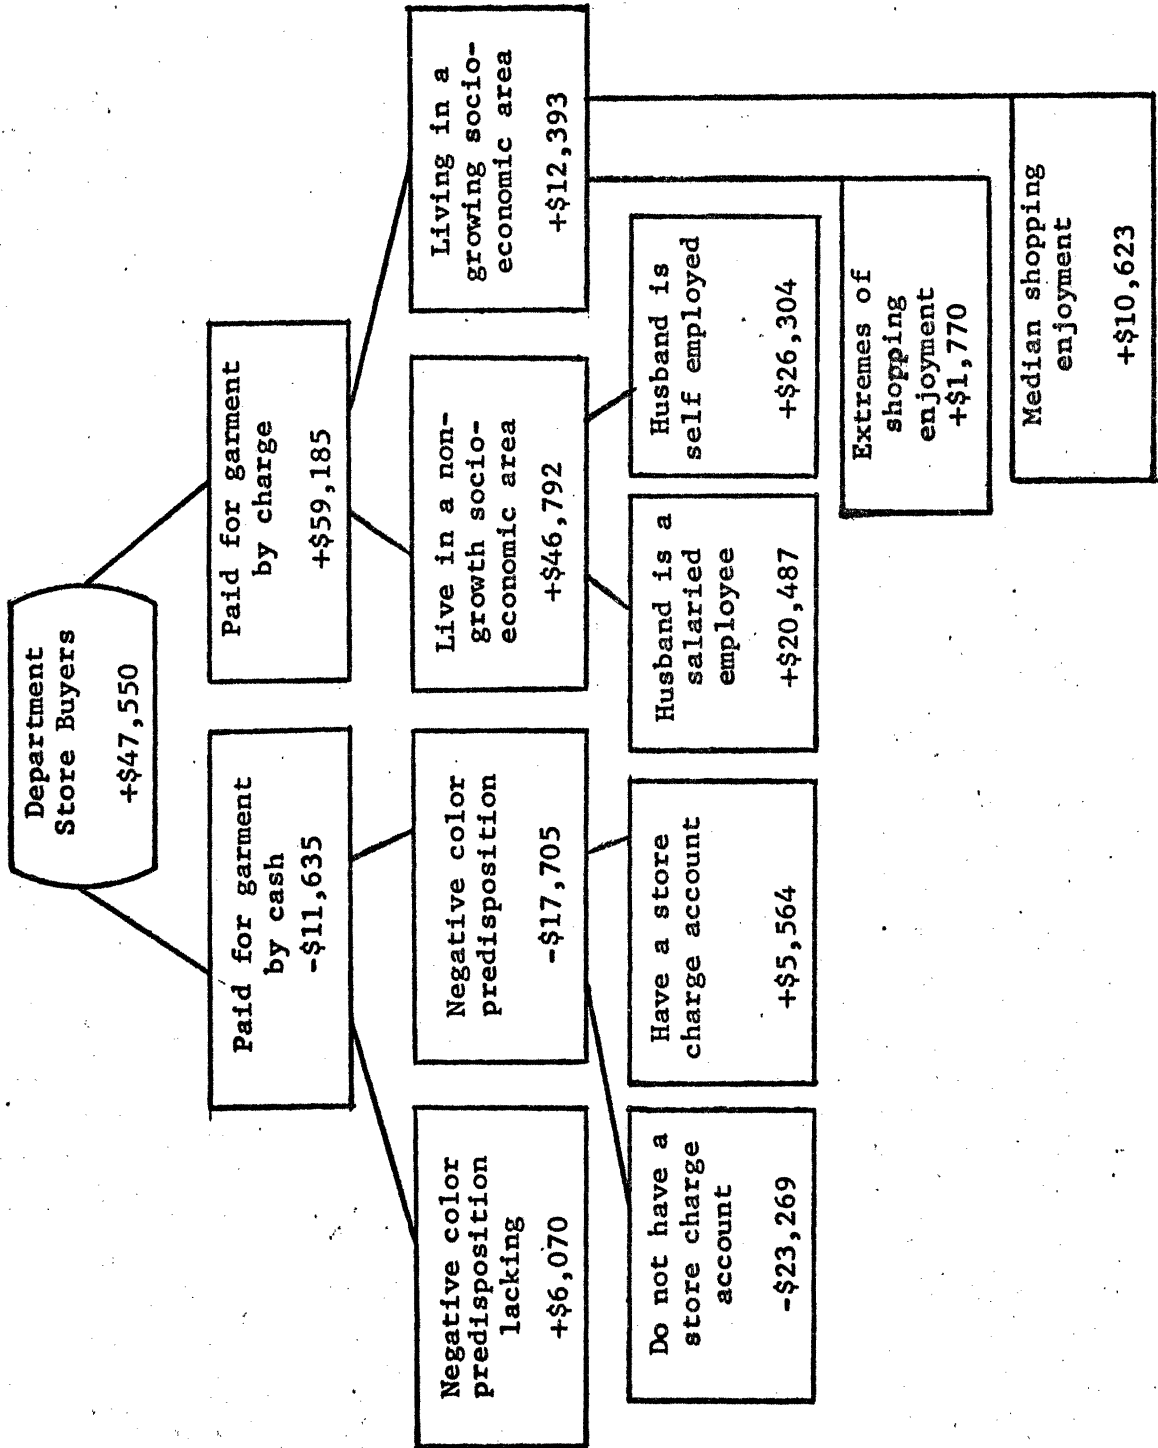 Department
Store Buyers
+$47,550
Paid for garment
by cash
-$11,635
Paid for garment
by charge
+$59,185
Negative color
predisposition
lacking
+$6,070
Negative color
predisposition
-$17,705
Live in a non-
growth socio-
economic area
+$46,792
Living in a
growing socio-
economic area
+$12,393
Do not have a
store charge
account
-$23,269
Have a store
charge account
+$5,564
Husband is a
salaried
employee
+$20,487
Husband is
self employed
+$26,304
Extremes of
shopping
enjoyment
+$1,770
Median shopping
enjoyment
+$10,623